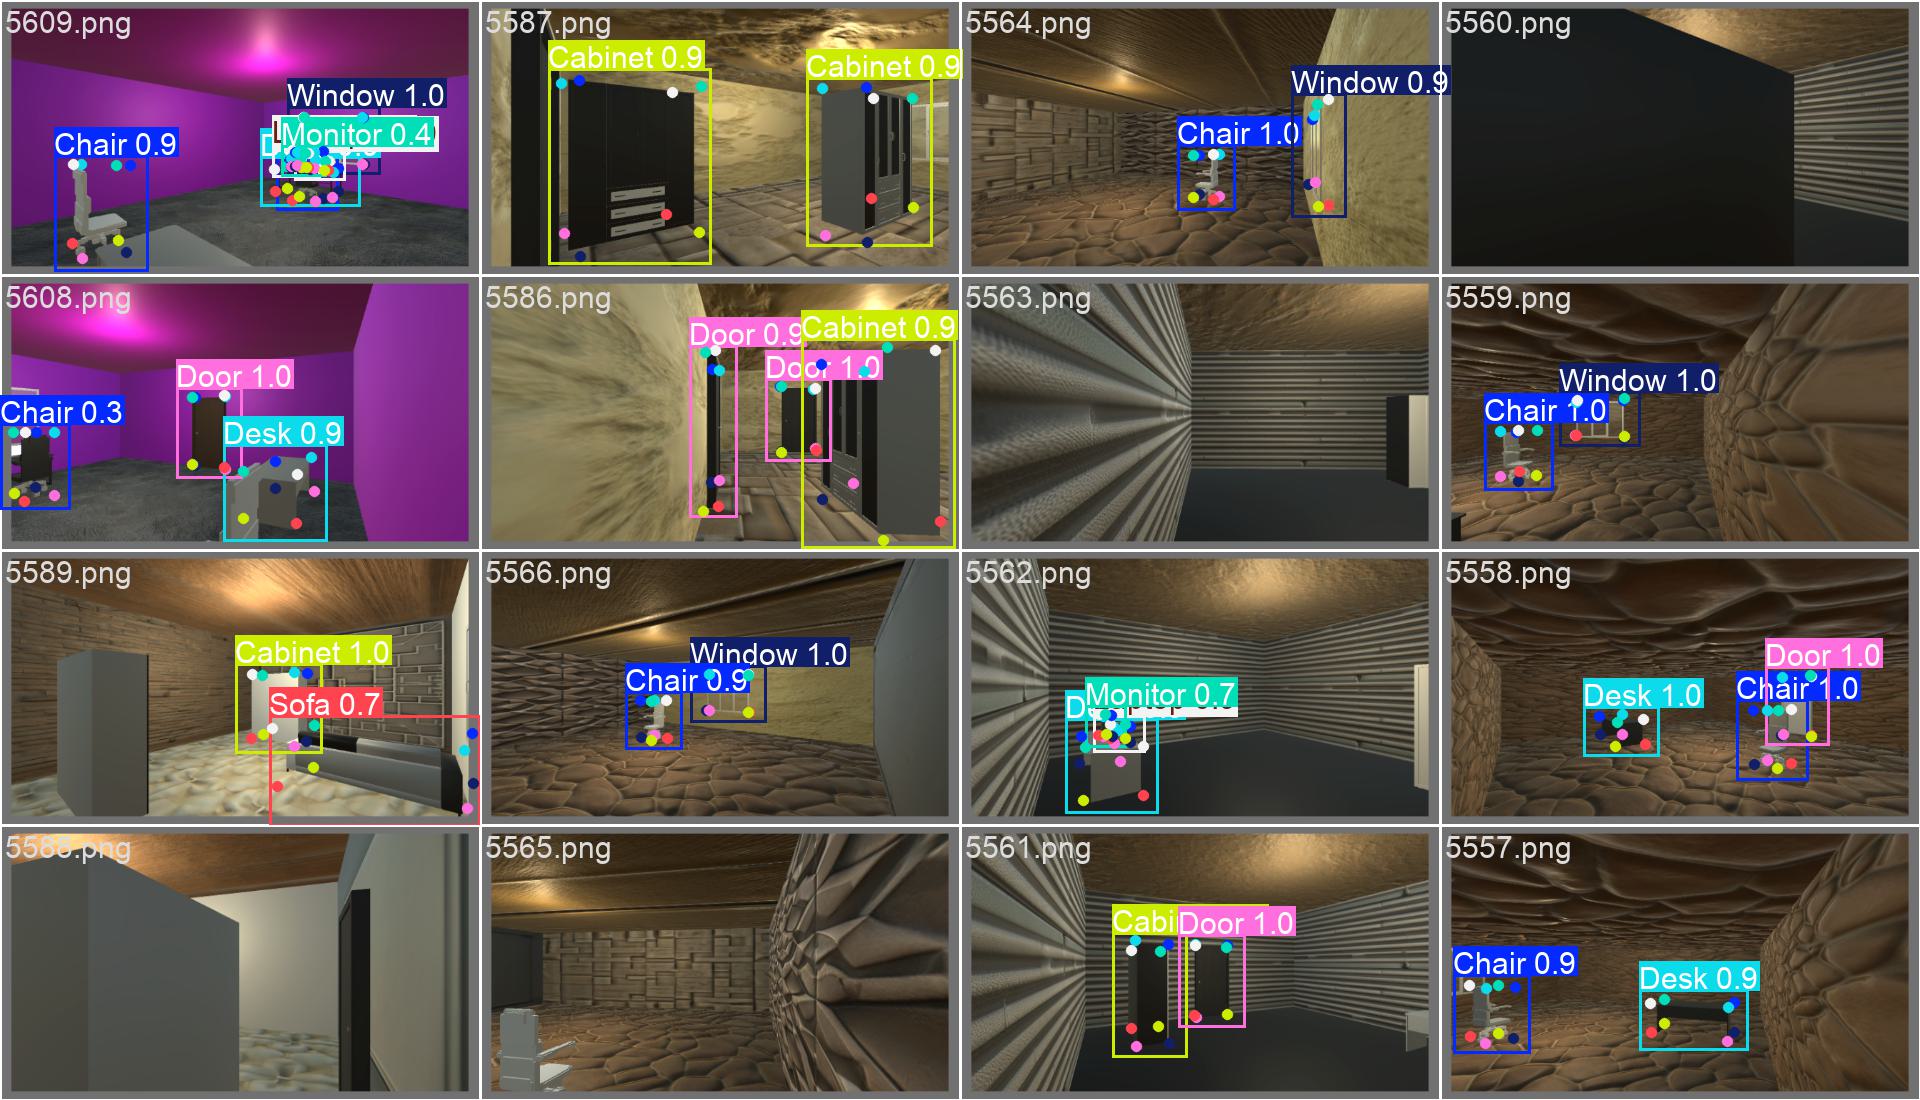 5609.png
Window 1.0
Monitor 0.4
Chair 0.9
5587.png
Cabinet 0.9
Cabinet 0.9
5564.png
Window 0.9
Chair 1.0
5560.png
5608.png
Door 1.0
Chair 0.3
Desk 0.9
5586.png
Door 0.9
Cabinet 0.9
Door 1.0
5563.png
5559.png
Window 1.0
Chair 1.0
5589.png
Cabinet 1.0
Sofa 0.7
5566.png
Window 1.0
Chair 0.9
5562.png
Monitor 0.7
5558.png
Door 1.0
Desk 1.0
Chair 1.0
5565.png
5561.png
Door 1.0
5557.png
Chair 0.9
Desk 0.9